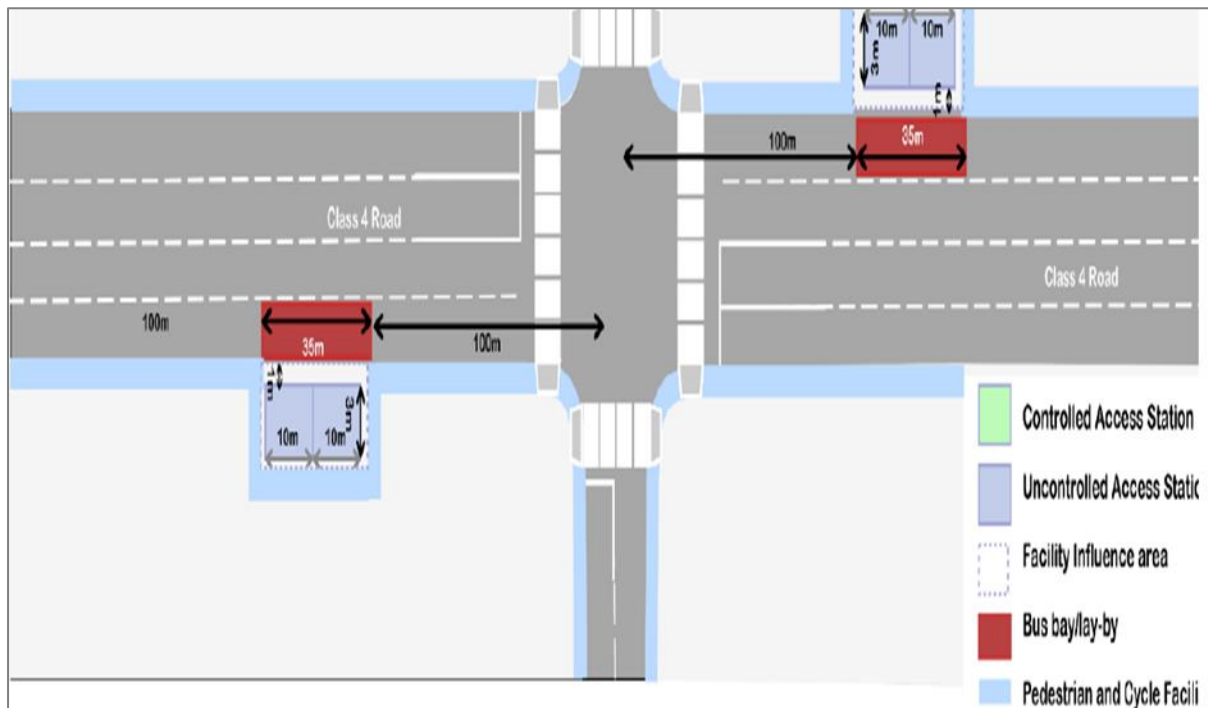 10m
10m
3m
1m
100m
35m
Class 4 Road
Class 4 Road
100m
35m
100m
1m
3m
10m
10m
Controlled Access Station
Uncontrolled Access Static
Facility Influence area
Bus bay/lay-by
Pedestrian and Cycle Facili